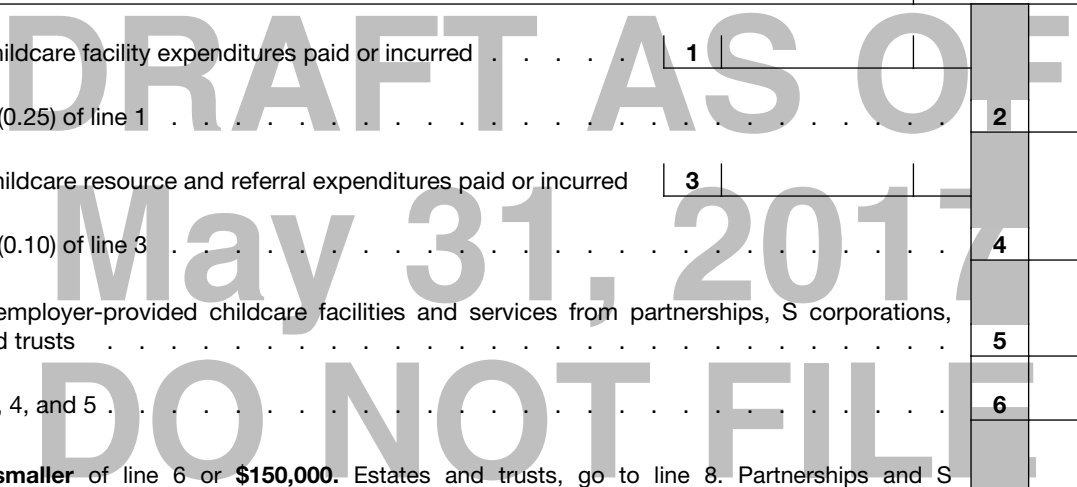 DRAFT AS OF
hildcare facility expenditures paid or incurred . . . . . 1
(0.25) of line 1 . . . . . . . . . . . . . . . . . . . . . . . . . 2
hildcare resource and referral expenditures paid or incurred 3
May 31, 2017
(0.10) of line 3 . . . . . . . . . . . . . . . . . . . . . . . . . 4
employer-provided childcare facilities and services from partnerships, S corporations,
d trusts . . . . . . . . . . . . . . . . . . . . . . . . . . . 5
DO NOT FILE
, 4, and 5 . . . . . . . . . . . . . . . . . . . . . . . . . . . 6
smaller of line 6 or $150,000. Estates and trusts, go to line 8. Partnerships and S